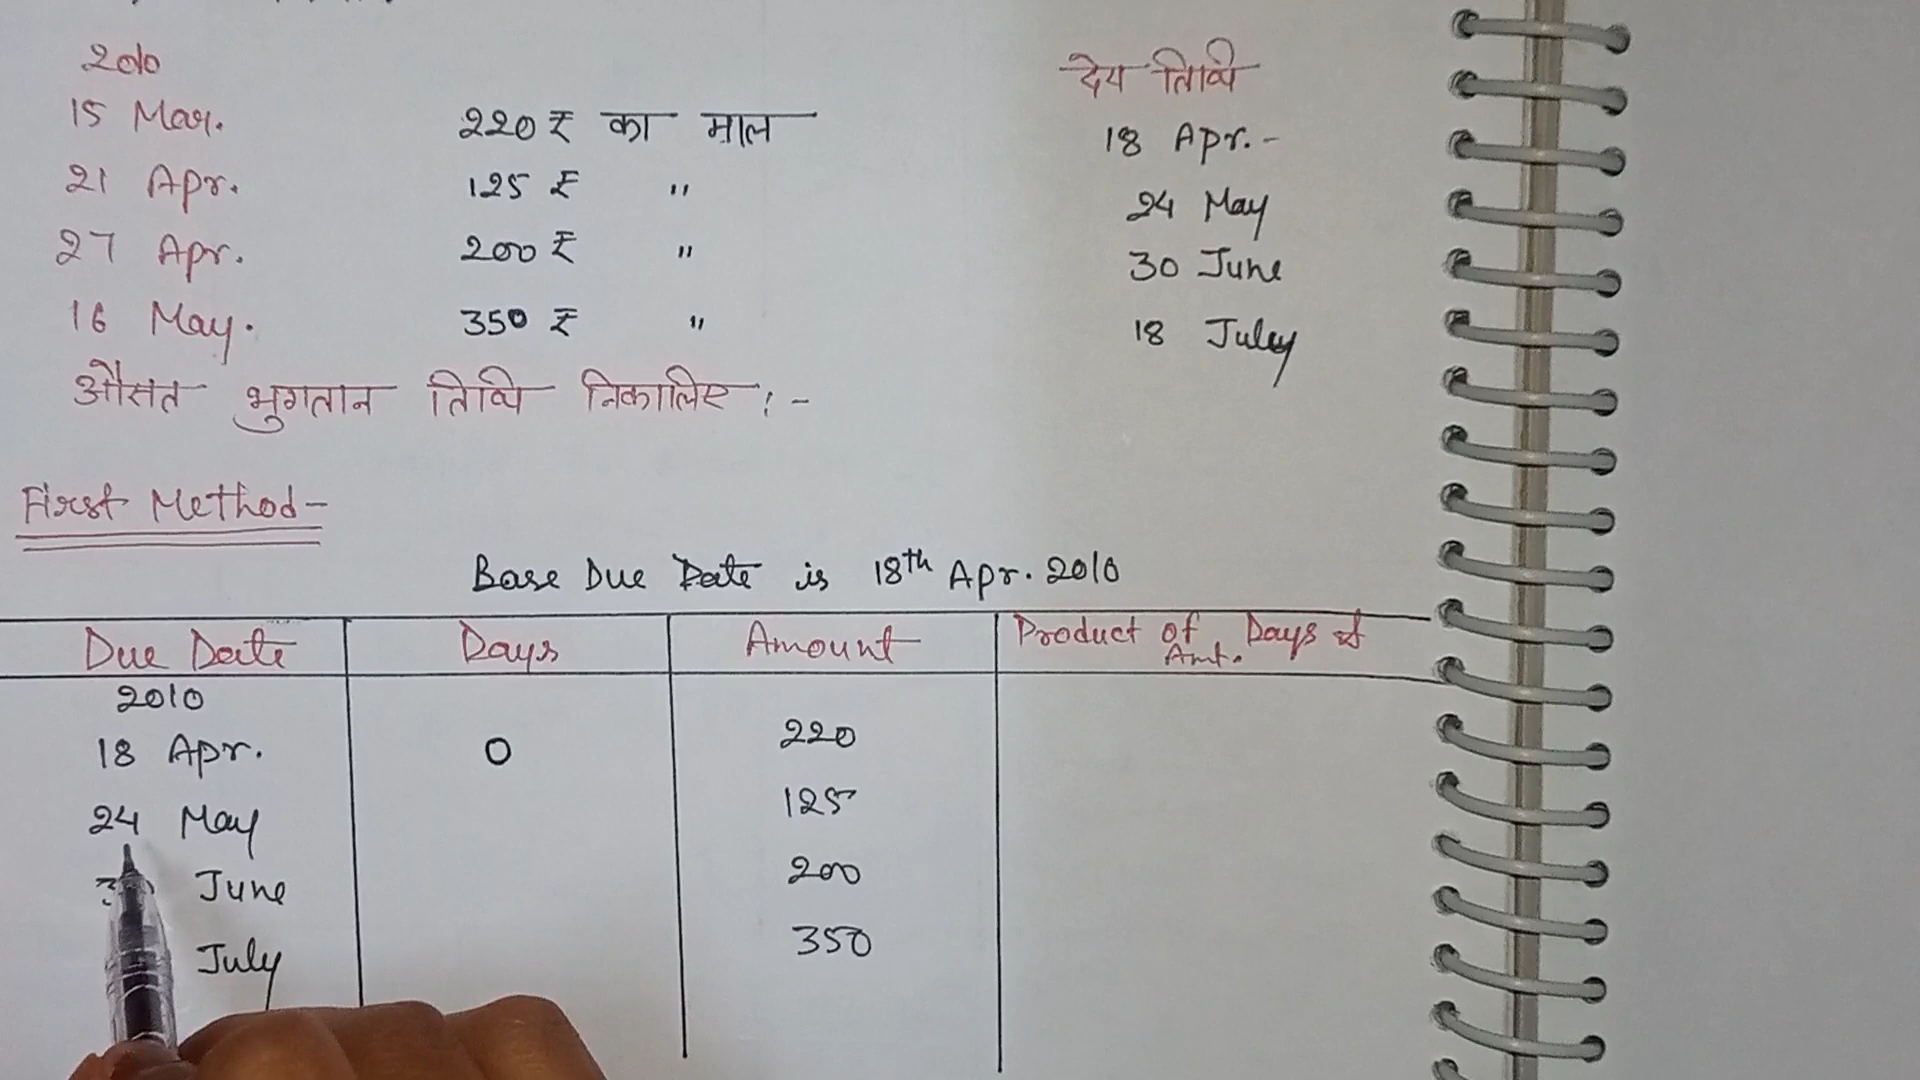 2010
देय तिथि
15 Mar. 220 ₹ का माल 18 Apr. -
21 Apr. 125 ₹ " 24 May
27 Apr. 200 ₹ " 30 June
16 May. 350 ₹ " 18 Juley
औसत भुगतान तिथि निकालिए :-
First Method-
Base Due Date is 18th Apr. 2010
Due Date Days Amount Product of Days & Amt.
2010
18 Apr. 0 220
24 May 125
June 200
July 350